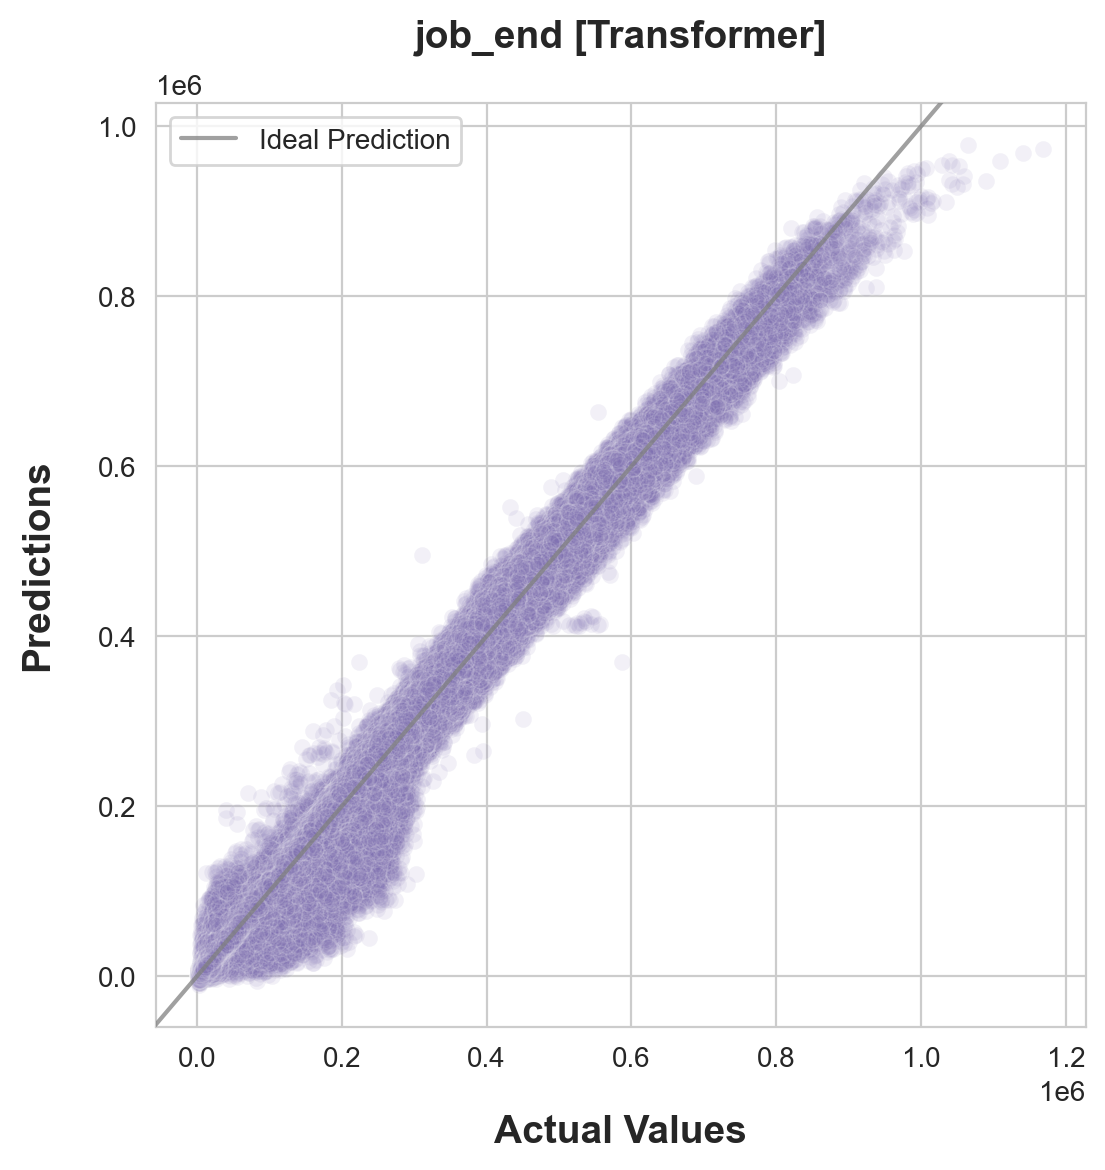 job_end [Transformer]
1e6
Ideal Prediction
1.0
0.8
0.6
0.4
0.2
0.0
Predictions
0.0 0.2 0.4 0.6 0.8 1.0 1.2
1e6
Actual Values